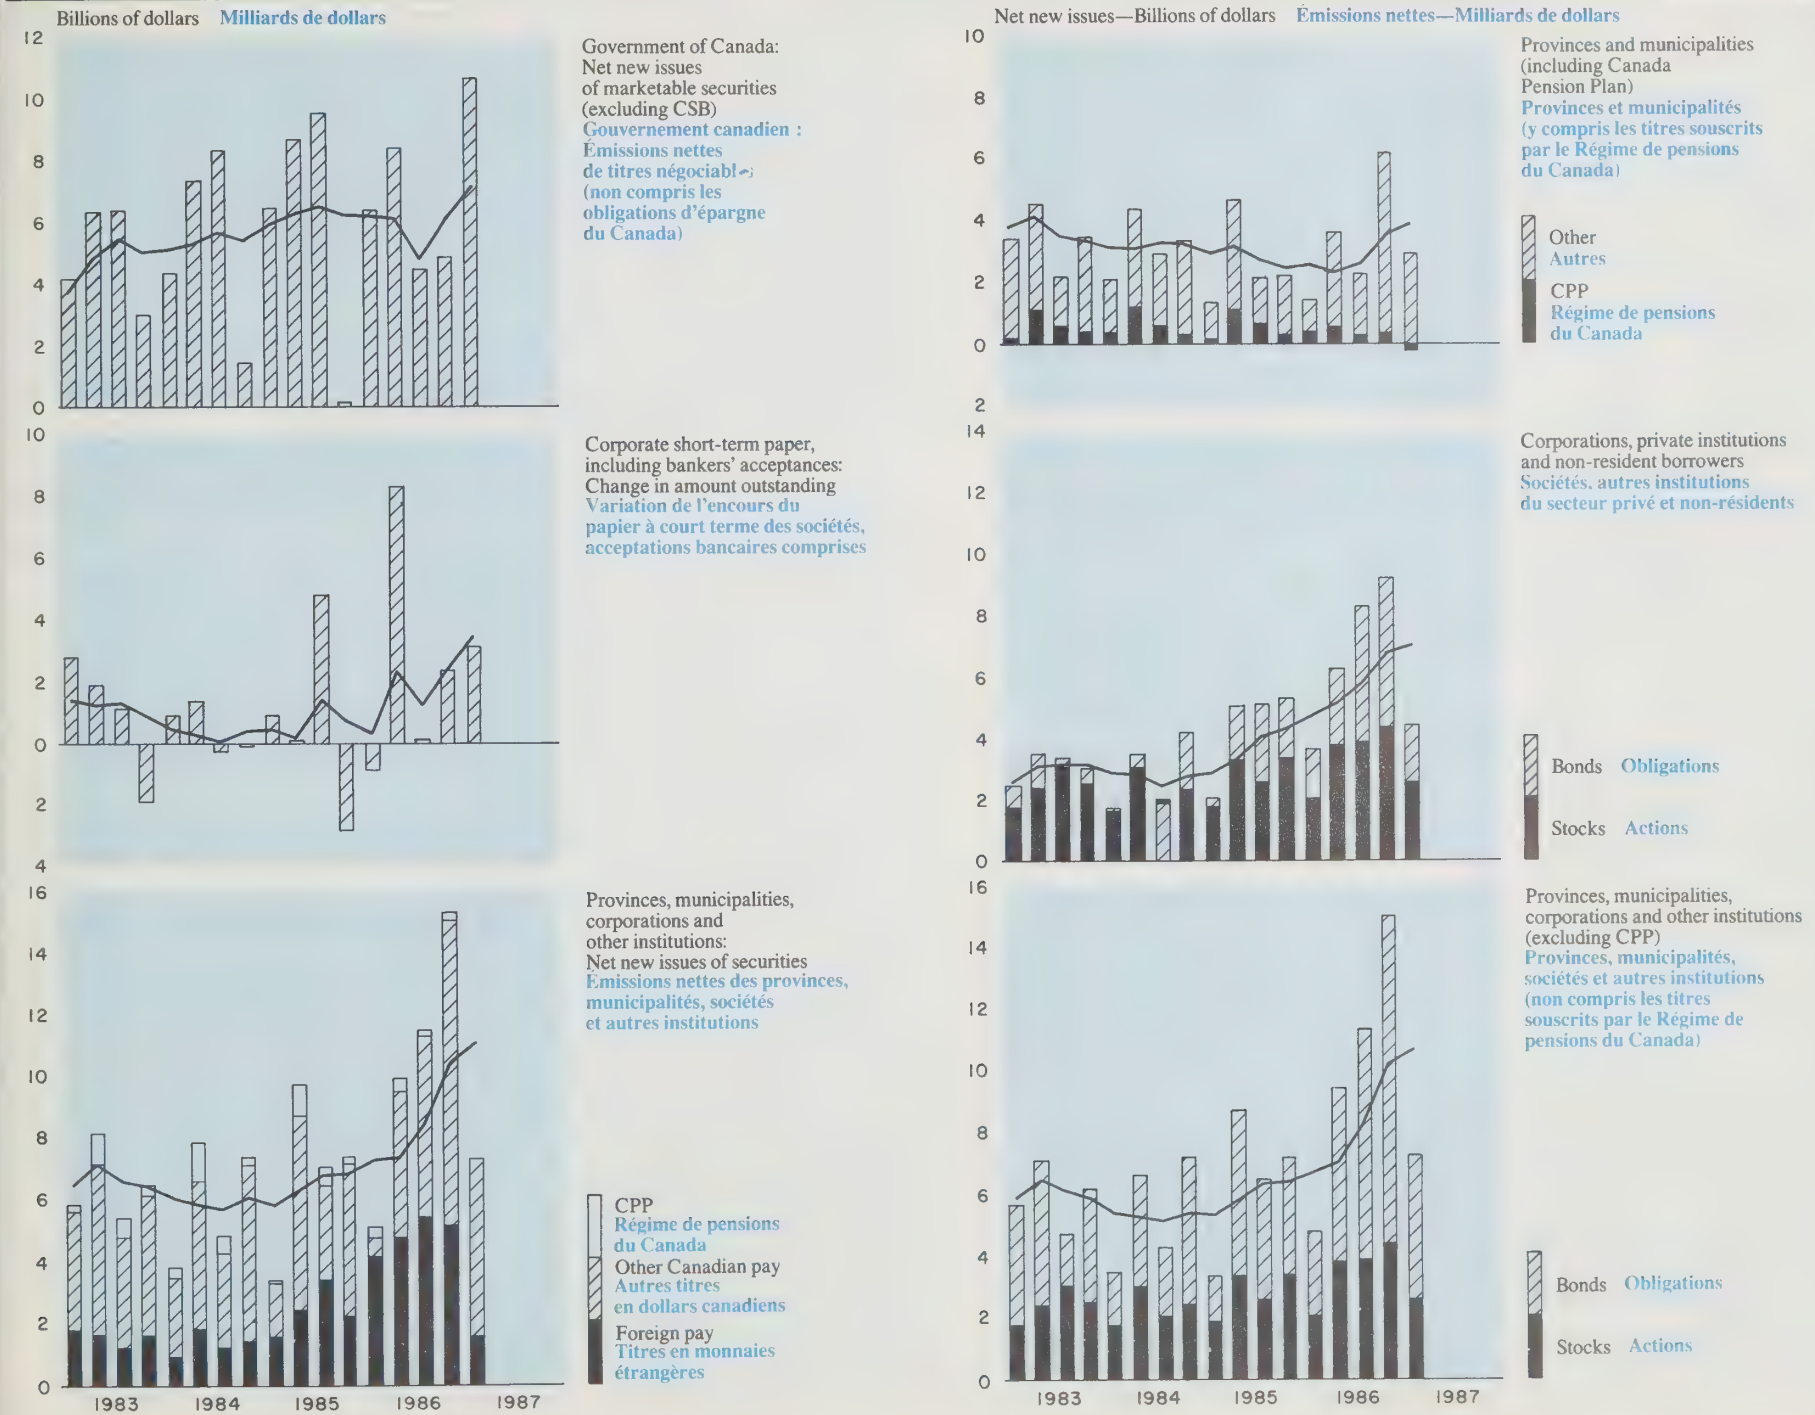 Billions of dollars Milliards de dollars
12
10
8
6
4
2
0
Government of Canada:
Net new issues
of marketable securities
(excluding CSB)
Gouvernement canadien :
Émissions nettes
de titres
(non compris les
obligations d'épargne
du Canada)
10
8
6
4
2
0
2
4
Corporate short-term paper,
including bankers' acceptances:
Change in amount outstanding
Variation de l'encours du
papier à court terme des sociétés,
acceptations bancaires comprises
16
14
12
10
8
6
4
2
0
Provinces, municipalities,
corporations and
other institutions:
Net new issues of securities
Émissions nettes des provinces,
municipalités, sociétés
et autres institutions
CPP
Régime de pensions
du Canada
Other Canadian pay
Autres titres
en dollars canadiens
Foreign pay
Titres en monnaies
étrangères
1983 1984 1985 1986 1987
Net new issues—Billions of dollars Émissions nettes—Milliards de dollars
10
8
6
4
2
0
2
Provinces and municipalities
(including Canada
Pension Plan)
Provinces et municipalités
(y compris les titres souscrits
par le Régime de pensions
du Canada)
Other
Autres
CPP
Régime de pensions
du Canada
14
12
10
8
6
4
2
0
Corporations, private institutions
and non-resident borrowers
Sociétés, autres institutions
du secteur privé et non-résidents
Bonds Obligations
Stocks Actions
16
14
12
10
8
6
4
2
0
Provinces, municipalities,
corporations and other institutions
(excluding CPP)
Provinces, municipalités,
sociétés et autres institutions
(non compris les titres
souscrits par le Régime de
pensions du Canada)
Bonds Obligations
Stocks Actions
1983 1984 1985 1986 1987